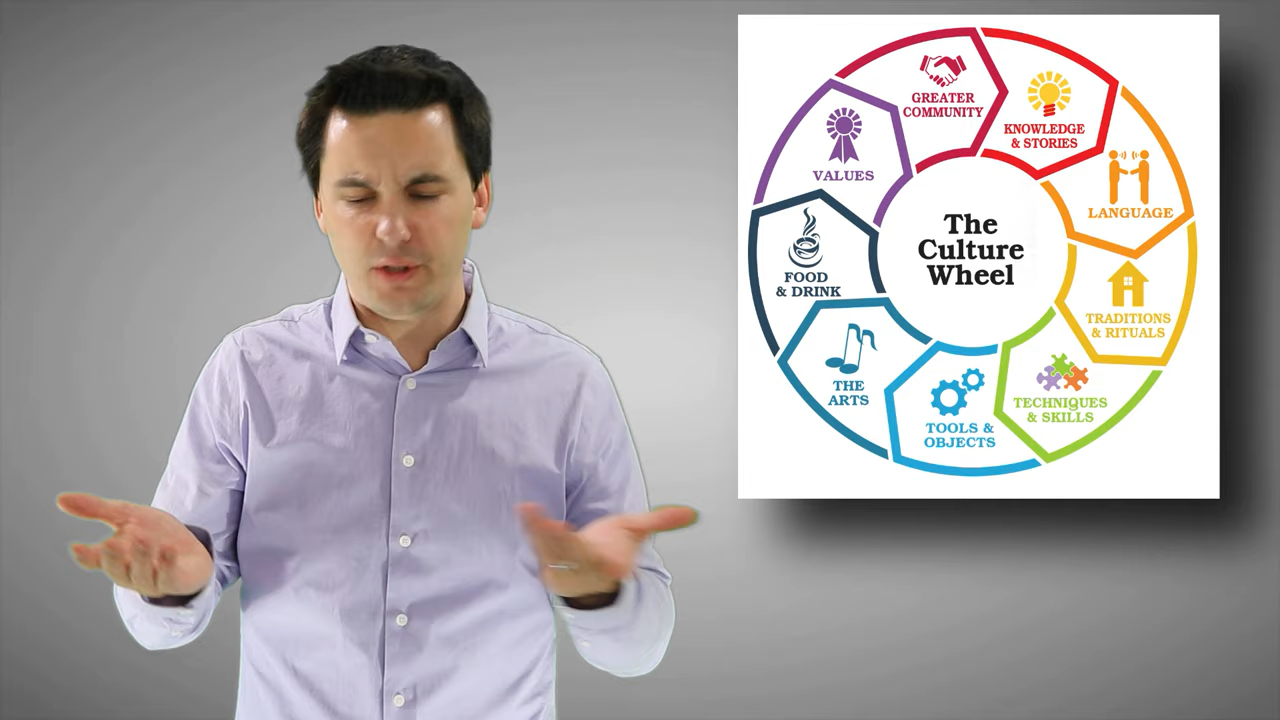 The
Culture
Wheel
GREATER
COMMUNITY
KNOWLEDGE
& STORIES
LANGUAGE
TRADITIONS
& RITUALS
TECHNIQUES
& SKILLS
TOOLS &
OBJECTS
THE
ARTS
FOOD
& DRINK
VALUES